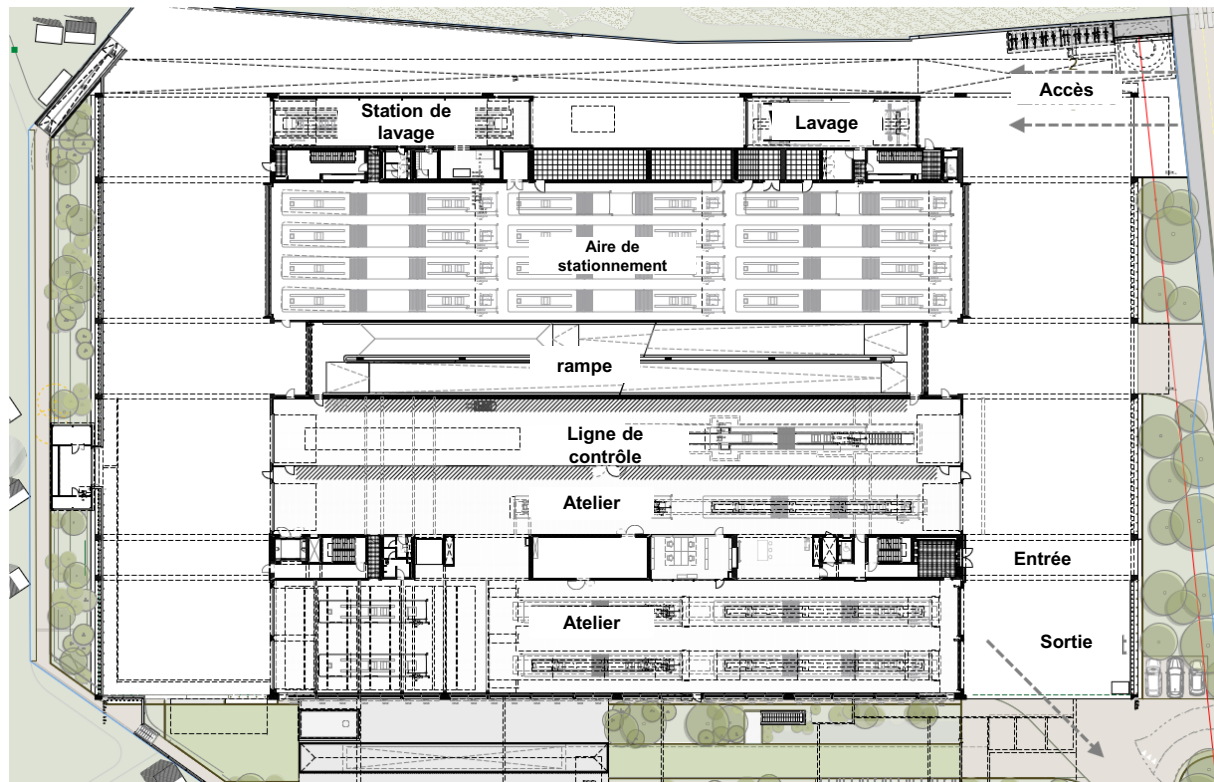 Accès
Station de
lavage
Lavage
Aire de
stationnement
rampe
Ligne de
contrôle
Atelier
Entrée
Atelier
Sortie